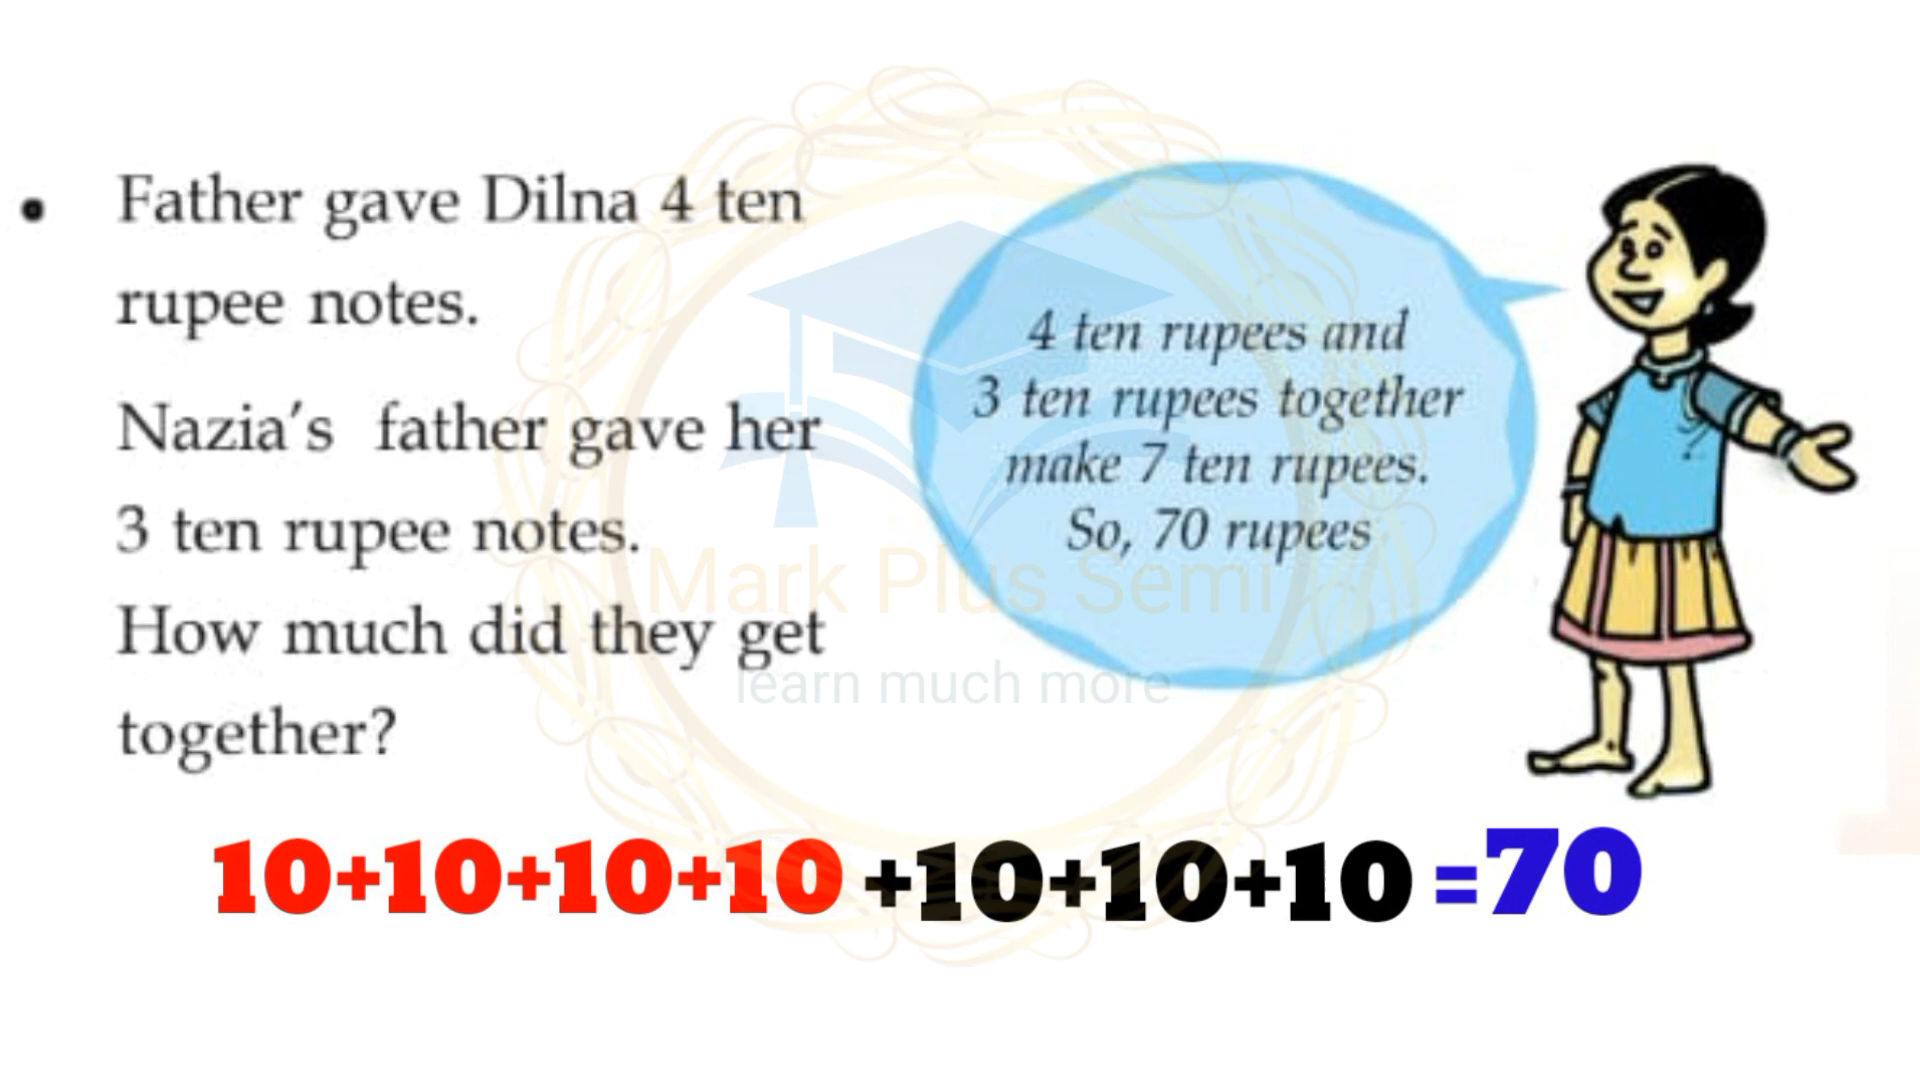 • Father gave Dilna 4 ten
rupee notes.
Nazia's father gave her
3 ten rupee notes.
How much did they get
together?
4 ten rupees and
3 ten rupees together
make 7 ten rupees.
So, 70 rupees
Mark Plus Semi
learn much more
10+10+10+10 +10+10+10 =70